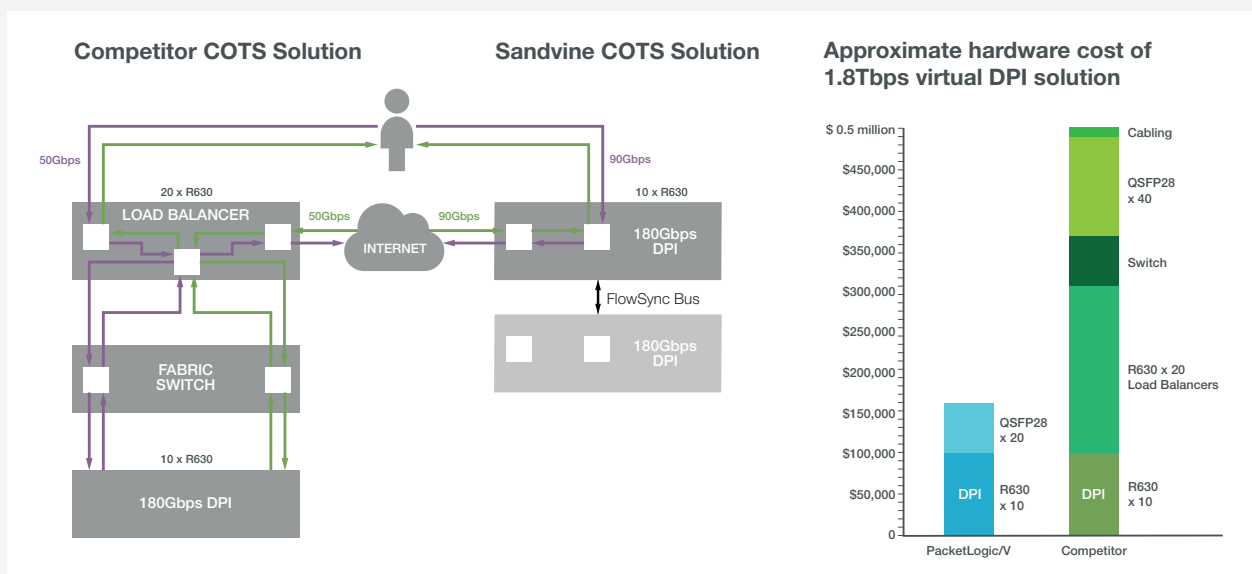 Competitor COTS Solution
Sandvine COTS Solution
50Gbps
90Gbps
20 x R630
LOAD BALANCER
50Gbps
90Gbps
INTERNET
10 x R630
180Gbps
DPI
FlowSync Bus
180Gbps
DPI
FABRIC
SWITCH
10 x R630
180Gbps DPI
Approximate hardware cost of
1.8Tbps virtual DPI solution
$ 0.5 million
$450,000
$400,000
$350,000
$300,000
$250,000
$200,000
$150,000
$100,000
$50,000
0
QSFP28
x 20
DPI
R630
x 10
Cabling
QSFP28
x 40
Switch
R630 x 20
Load Balancers
DPI
R630
x 10
PacketLogic/V
Competitor